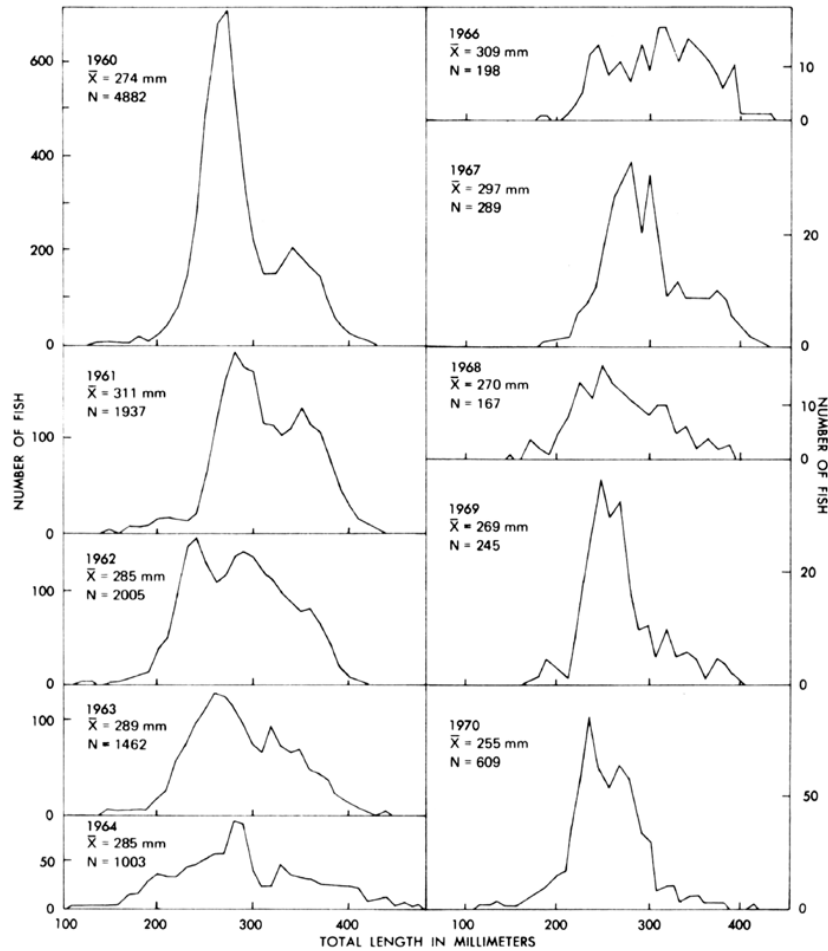 600
400
200
0
1960
X̄ = 274 mm
N = 4882
1961
X̄ = 311 mm
N = 1937
100
0
1962
X̄ = 285 mm
N = 2005
100
0
1963
X̄ = 289 mm
N = 1462
100
0
1964
X̄ = 285 mm
N = 1003
50
0
100
200
300
400
NUMBER OF FISH
1966
X̄ = 309 mm
N = 198
10
0
1967
X̄ = 297 mm
N = 289
20
0
1968
X̄ = 270 mm
N = 167
10
0
1969
X̄ = 269 mm
N = 245
20
0
1970
X̄ = 255 mm
N = 609
50
0
100
200
300
400
NUMBER OF FISH
TOTAL LENGTH IN MILLIMETERS